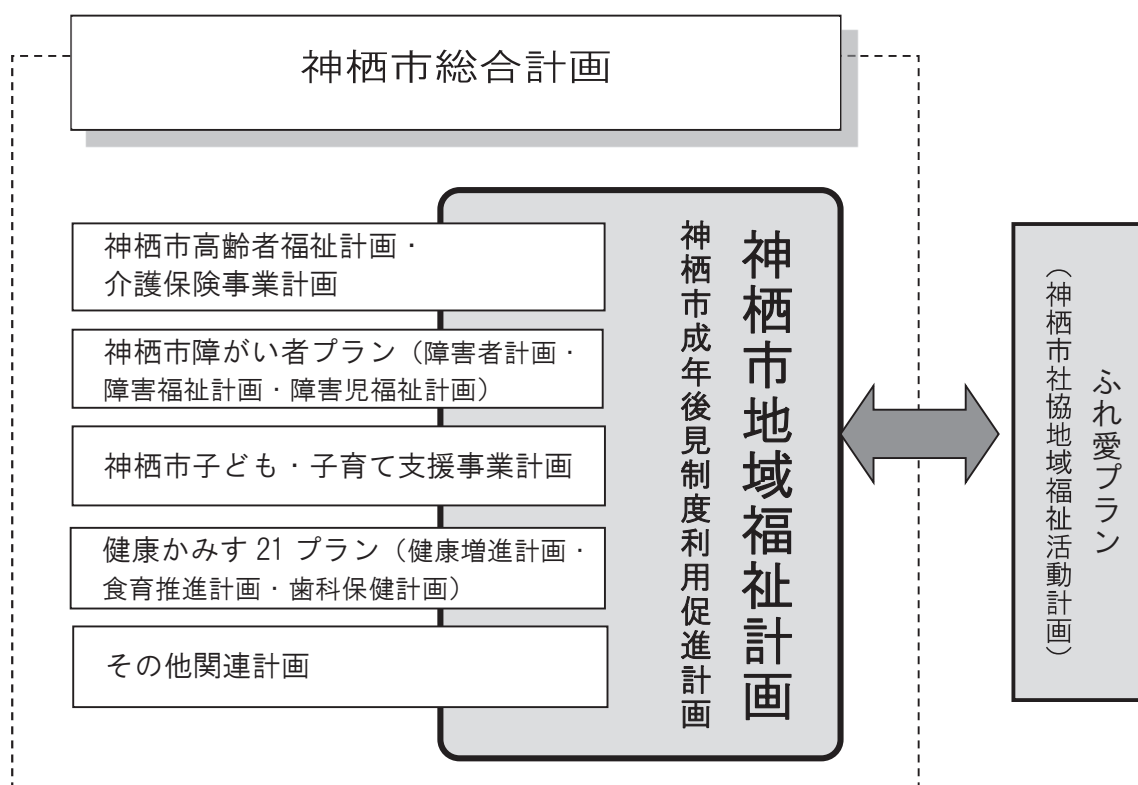 神栖市総合計画
神栖市高齢者福祉計画・
介護保険事業計画
神栖市障がい者プラン（障害者計画・
障害福祉計画・障害児福祉計画）
神栖市子ども・子育て支援事業計画
健康かみす 21 プラン（健康増進計画・
食育推進計画・歯科保健計画）
その他関連計画
神栖市地域福祉計画
神栖市成年後見制度利用促進計画
ふれ愛プラン
（神栖市社協地域福祉活動計画）